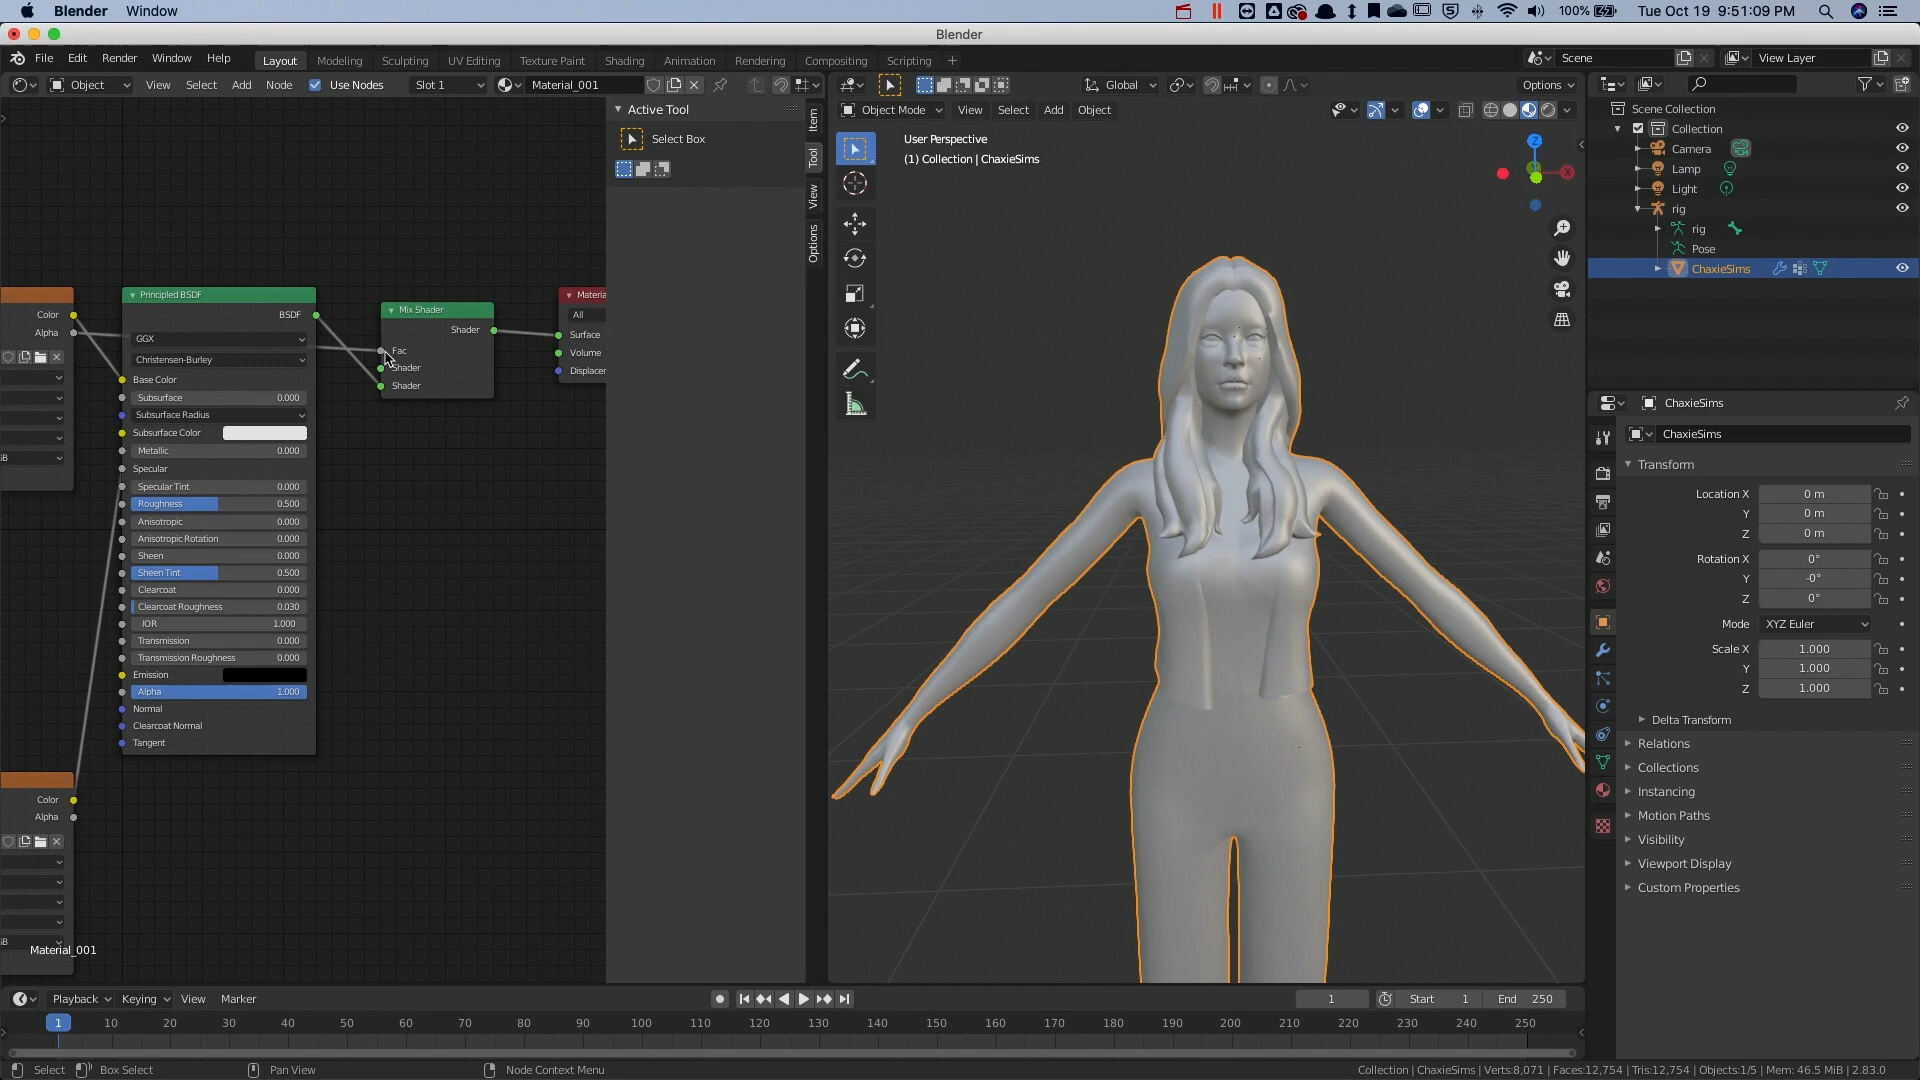 Blender Window
100% Tue Oct 19 9:51:09 PM
Blender
File Edit Render Window Help Layout Modeling Sculpting UV Editing Texture Paint Shading Animation Rendering Compositing Scripting + Scene View Layer
Object View Select Add Node Use Nodes Slot 1 Material_001 Global Options
Object Mode View Select Add Object
Active Tool
Select Box
Item
Tool
View
Options
User Perspective
(1) Collection | ChaxieSims
Z
X
Color
Alpha
Principled BSDF
BSDF
GGX
Christensen-Burley
Base Color
Subsurface 0.000
Subsurface Radius
Subsurface Color
Metallic 0.000
Specular
Specular Tint 0.000
Roughness 0.500
Anisotropic 0.000
Anisotropic Rotation 0.000
Sheen 0.000
Sheen Tint 0.500
Clearcoat 0.000
Clearcoat Roughness 0.030
IOR 1.000
Transmission 0.000
Transmission Roughness 0.000
Emission
Alpha 1.000
Normal
Clearcoat Normal
Tangent
Mix Shader
Shader
Fac
Shader
Shader
Materia
All
Surface
Volume
Displacer
Color
Alpha
Material_001
Scene Collection
Collection
Camera
Lamp
Light
rig
rig
Pose
ChaxieSims
ChaxieSims
ChaxieSims
Transform
Location X 0 m
Y 0 m
Z 0 m
Rotation X 0°
Y -0°
Z 0°
Mode XYZ Euler
Scale X 1.000
Y 1.000
Z 1.000
Delta Transform
Relations
Collections
Instancing
Motion Paths
Visibility
Viewport Display
Custom Properties
Playback Keying View Marker 1 Start 1 End 250
1 10 20 30 40 50 60 70 80 90 100 110 120 130 140 150 160 170 180 190 200 210 220 230 240 250
Select Box Select Pan View Node Context Menu Collection | ChaxieSims | Verts:8,071 | Faces:12,754 | Tris:12,754 | Objects:1/5 | Mem: 46.5 MiB | 2.83.0